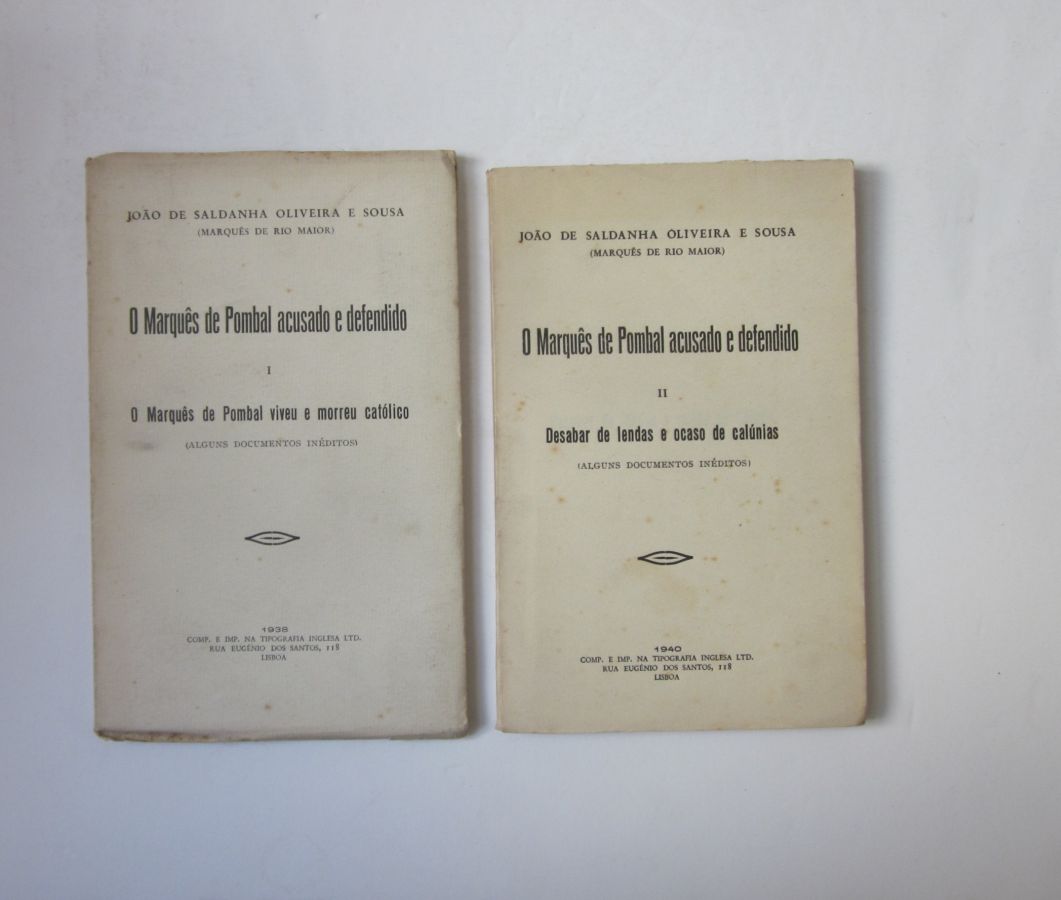 JOÃO DE SALDANHA OLIVEIRA E SOUSA
(MARQUÊS DE RIO MAIOR)
O Marquês de Pombal acusado e defendido
I
O Marquês de Pombal viveu e morreu católico
(ALGUNS DOCUMENTOS INÉDITOS)
1938
COMP. E IMP. NA TIPOGRAFIA INGLESA LTD.
RUA EUGÉNIO DOS SANTOS, 118
LISBOA
JOÃO DE SALDANHA OLIVEIRA E SOUSA
(MARQUÊS DE RIO MAIOR)
O Marquês de Pombal acusado e defendido
II
Desabar de lendas e ocaso de calúnias
(ALGUNS DOCUMENTOS INÉDITOS)
1940
COMP. E IMP. NA TIPOGRAFIA INGLESA LTD.
RUA EUGÉNIO DOS SANTOS, 118
LISBOA